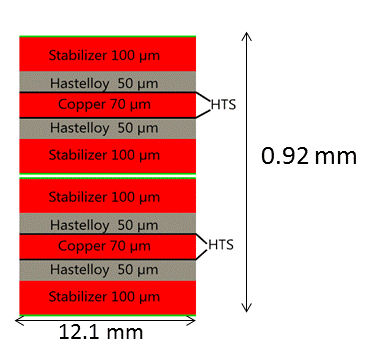 Stabilizer 100 µm
Hastelloy 50 µm
Copper 70 µm
HTS
Hastelloy 50 µm
Stabilizer 100 µm
0.92 mm
Stabilizer 100 µm
Hastelloy 50 µm
Copper 70 µm
HTS
Hastelloy 50 µm
Stabilizer 100 µm
12.1 mm